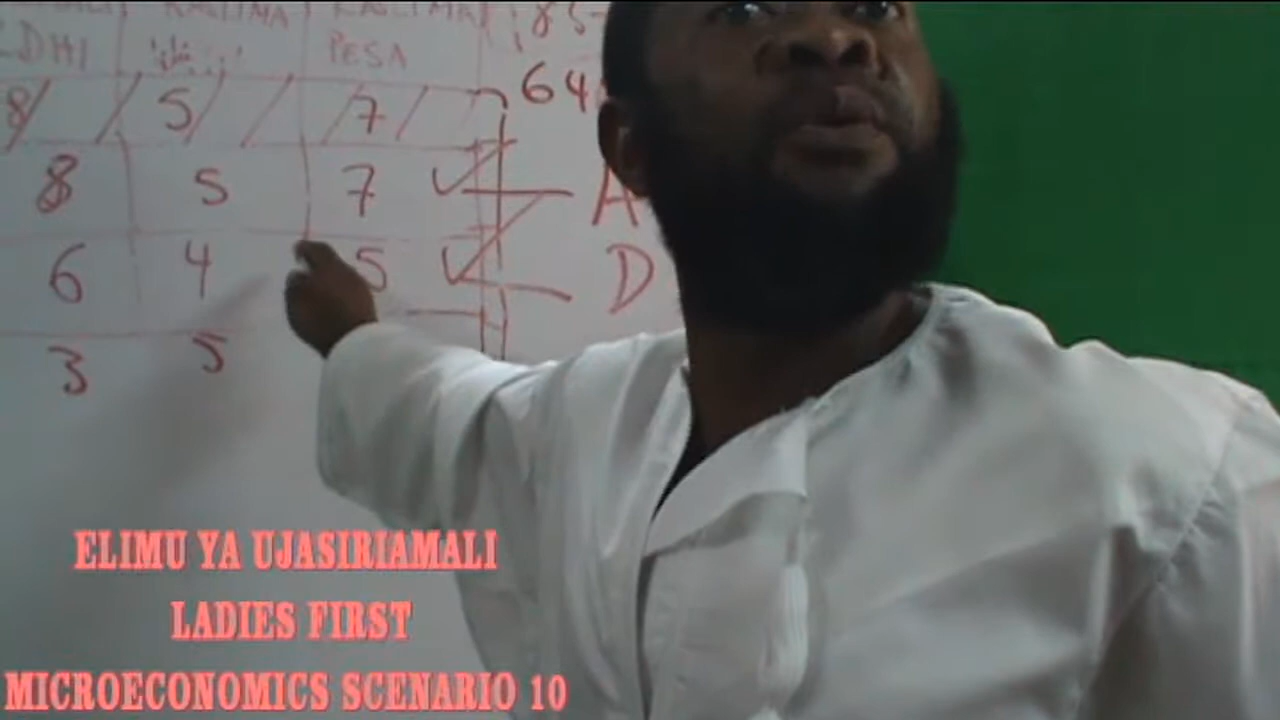 PESA
64
8 5 7
8 5 7 A
6 4 5 D
3 5
ELIMU YA UJASIRIAMALI
LADIES FIRST
MICROECONOMICS SCENARIO 10